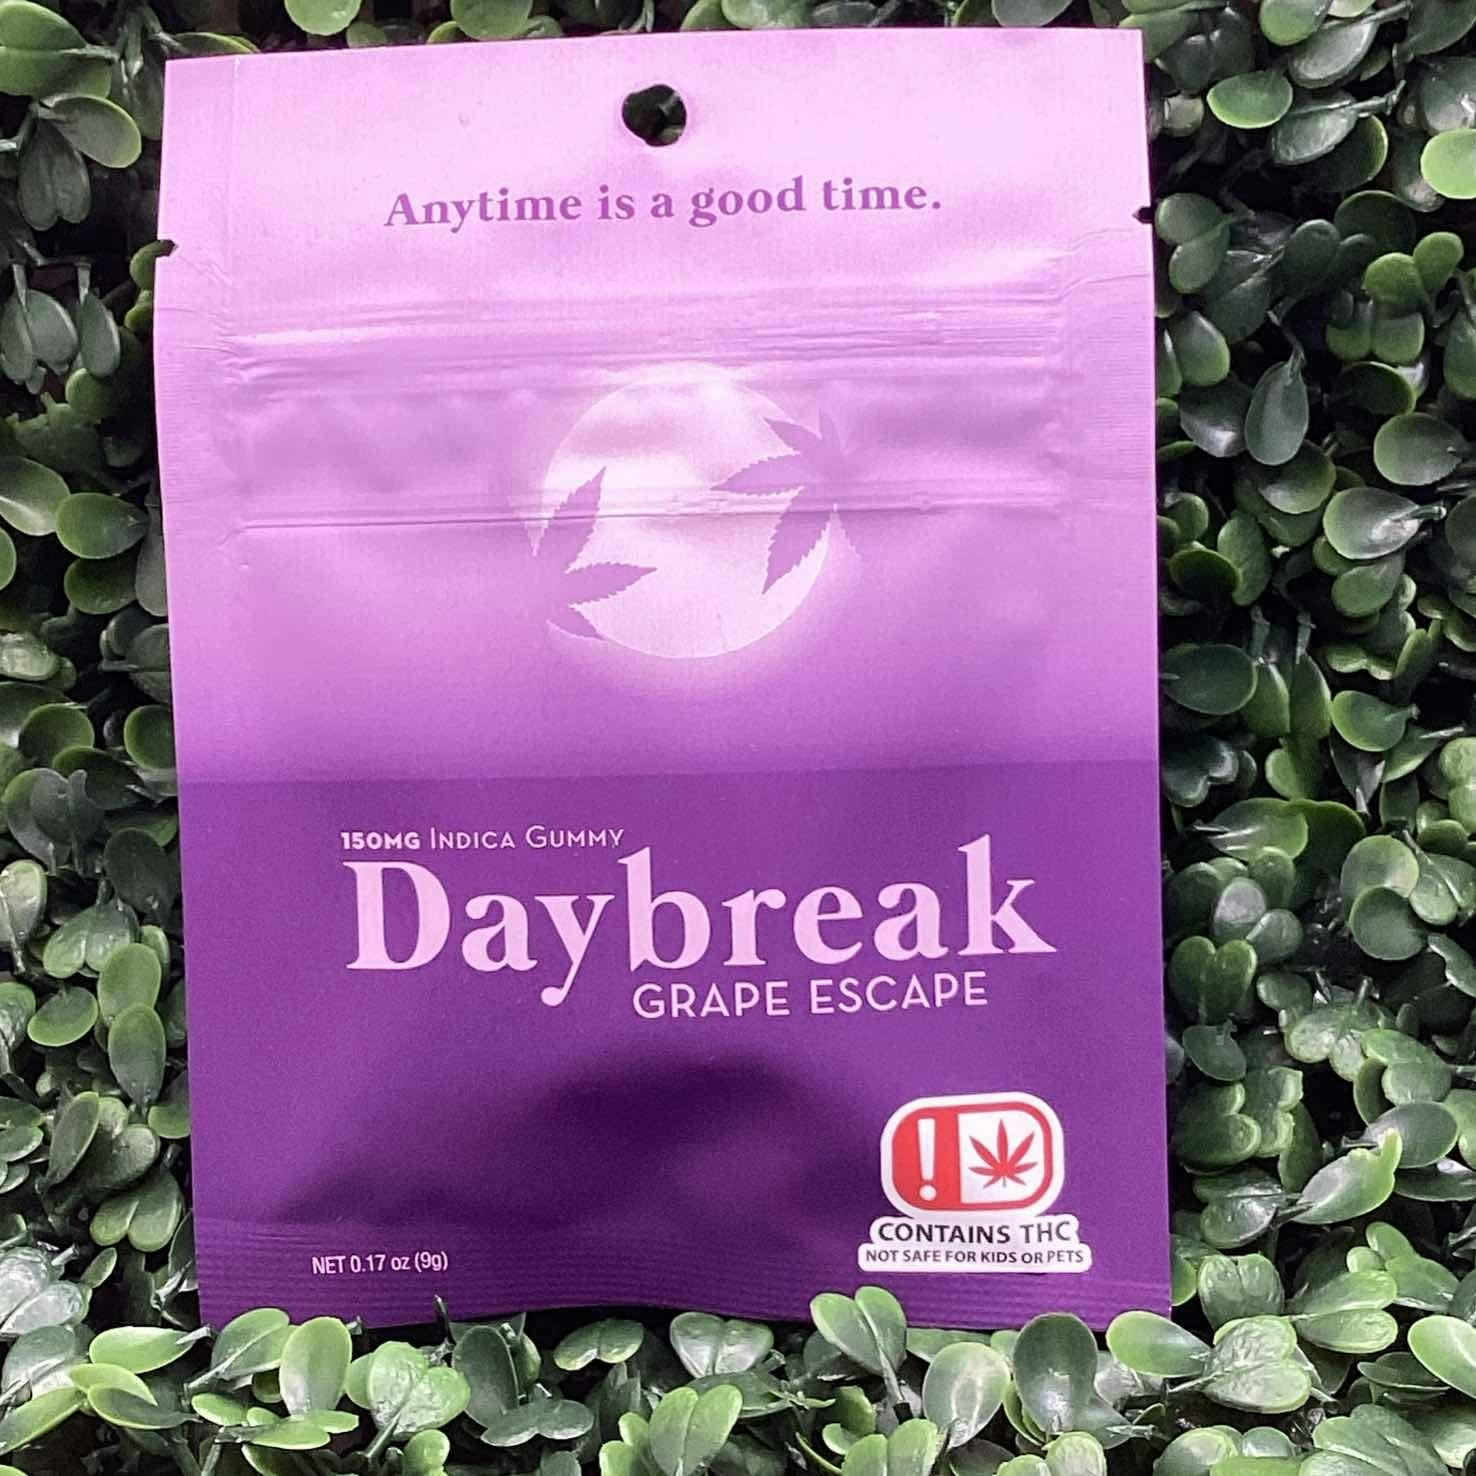 Anytime is a good time.
150MG INDICA GUMMY
Daybreak
GRAPE ESCAPE
!
CONTAINS THC
NOT SAFE FOR KIDS OR PETS
NET 0.17 oz (9g)